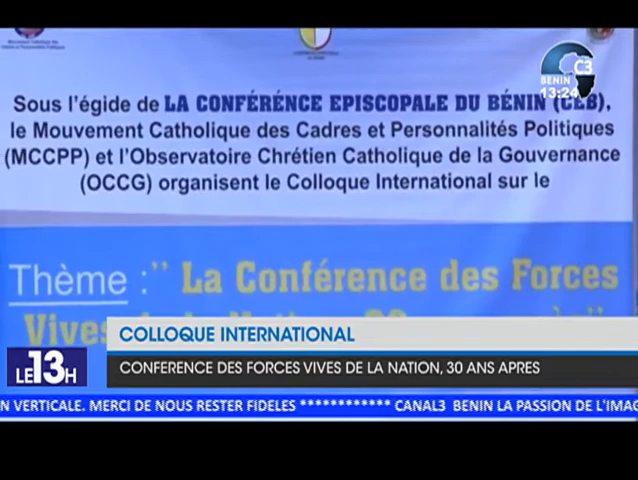 C3
BENIN
13:24
Sous l'égide de LA CONFÉRENCE EPISCOPALE DU BÉNIN (CEB),
le Mouvement Catholique des Cadres et Personnalités Politiques
(MCCPP) et l'Observatoire Chrétien Catholique de la Gouvernance
(OCCG) organisent le Colloque International sur le
Thème :" La Conférence des Forces
Vives
COLLOQUE INTERNATIONAL
CONFERENCE DES FORCES VIVES DE LA NATION, 30 ANS APRES
LE 13H
N VERTICALE. MERCI DE NOUS RESTER FIDELES ************ CANAL3 BENIN LA PASSION DE L'IMAG